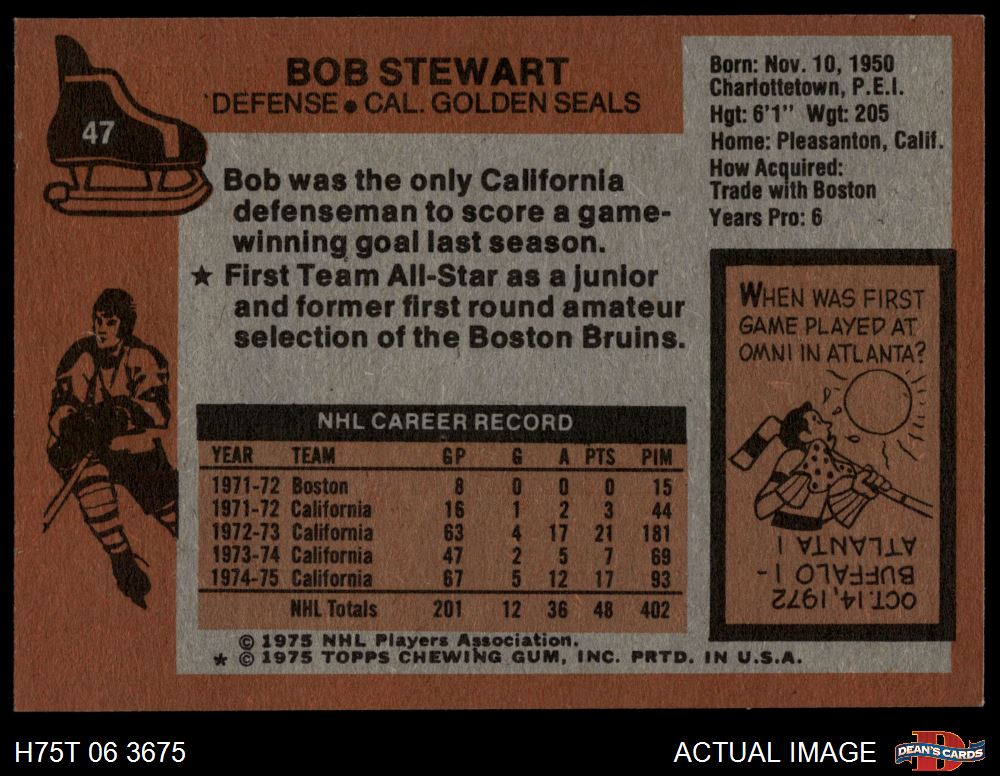 47
BOB STEWART
DEFENSE • CAL. GOLDEN SEALS
Born: Nov. 10, 1950
Charlottetown, P.E.I.
Hgt: 6'1" Wgt: 205
Home: Pleasanton, Calif.
How Acquired:
Trade with Boston
Years Pro: 6
Bob was the only California
defenseman to score a game-
winning goal last season.
★ First Team All-Star as a junior
and former first round amateur
selection of the Boston Bruins.
WHEN WAS FIRST
GAME PLAYED AT
OMNI IN ATLANTA?
OCT. 14, 1972
BUFFALO 1-
ATLANTA 1
NHL CAREER RECORD
YEAR TEAM GP G A PTS PIM
1971-72 Boston 8 0 0 0 15
1971-72 California 16 1 2 3 44
1972-73 California 63 4 17 21 181
1973-74 California 47 2 5 7 69
1974-75 California 67 5 12 17 93
NHL Totals 201 12 36 48 402
© 1975 NHL Players Association.
* © 1975 TOPPS CHEWING GUM, INC. PRTD. IN U.S.A.
H75T 06 3675
ACTUAL IMAGE
DEAN'S CARDS